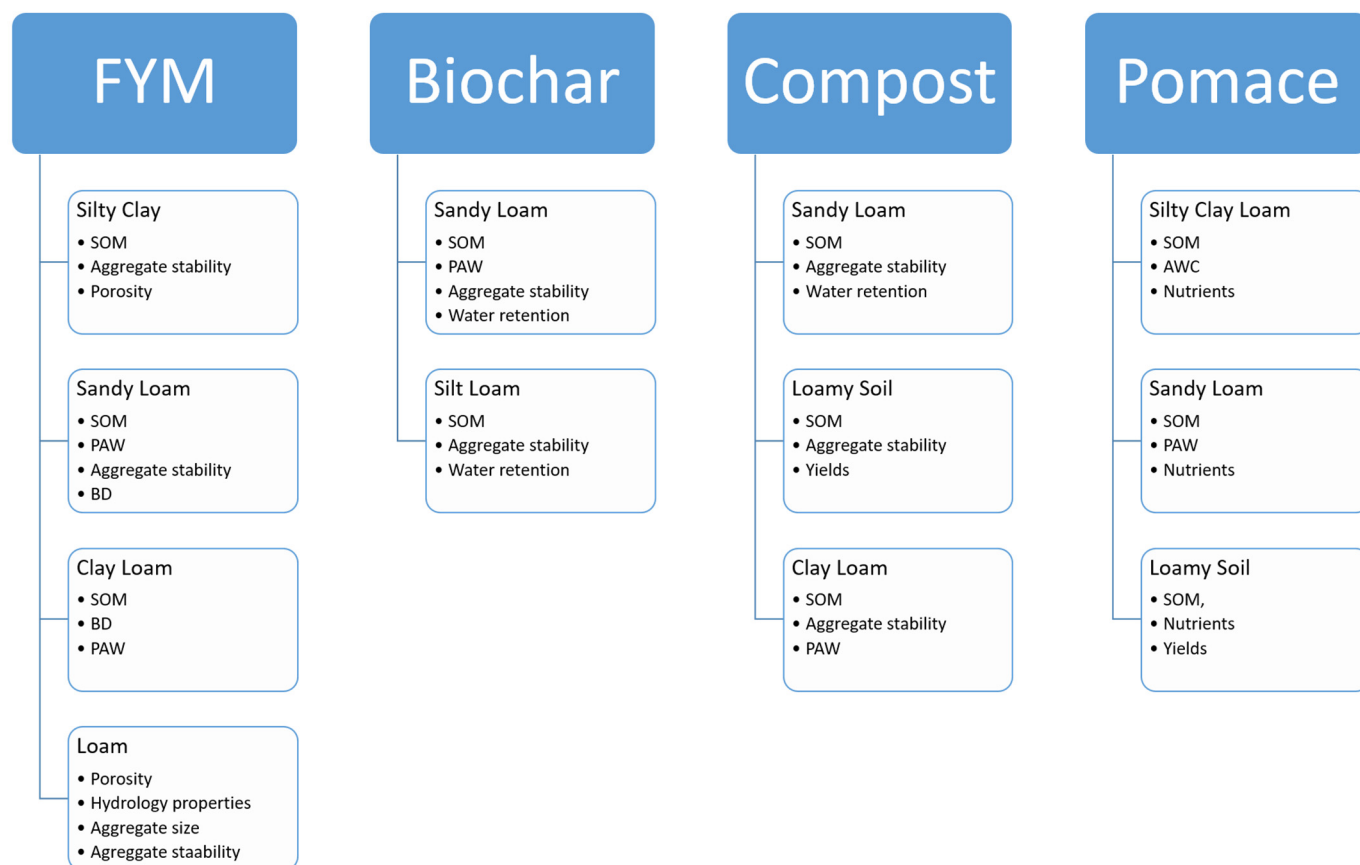 FYM
Silty Clay
• SOM
• Aggregate stability
• Porosity
Sandy Loam
• SOM
• PAW
• Aggregate stability
• BD
Clay Loam
• SOM
• BD
• PAW
Loam
• Porosity
• Hydrology properties
• Aggregate size
• Agreggate staability
Biochar
Sandy Loam
• SOM
• PAW
• Aggregate stability
• Water retention
Silt Loam
• SOM
• Aggregate stability
• Water retention
Compost
Sandy Loam
• SOM
• Aggregate stability
• Water retention
Loamy Soil
• SOM
• Aggregate stability
• Yields
Clay Loam
• SOM
• Aggregate stability
• PAW
Pomace
Silty Clay Loam
• SOM
• AWC
• Nutrients
Sandy Loam
• SOM
• PAW
• Nutrients
Loamy Soil
• SOM,
• Nutrients
• Yields